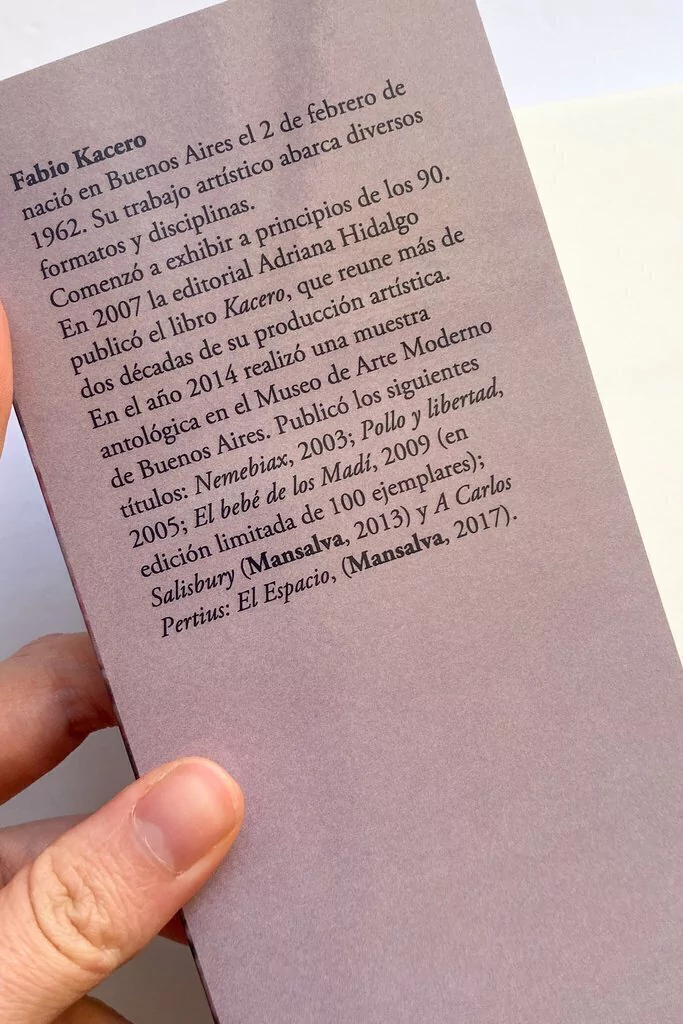 Fabio Kacero
nació en Buenos Aires el 2 de febrero de
1962. Su trabajo artístico abarca diversos
formatos y disciplinas.
Comenzó a exhibir a principios de los 90.
En 2007 la editorial Adriana Hidalgo
publicó el libro Kacero, que reune más de
dos décadas de su producción artística.
En el año 2014 realizó una muestra
antológica en el Museo de Arte Moderno
de Buenos Aires. Publicó los siguientes
títulos: Nemebiax, 2003; Pollo y libertad,
2005; El bebé de los Madí, 2009 (en
edición limitada de 100 ejemplares);
Salisbury (Mansalva, 2013) y A Carlos
Pertius: El Espacio, (Mansalva, 2017).